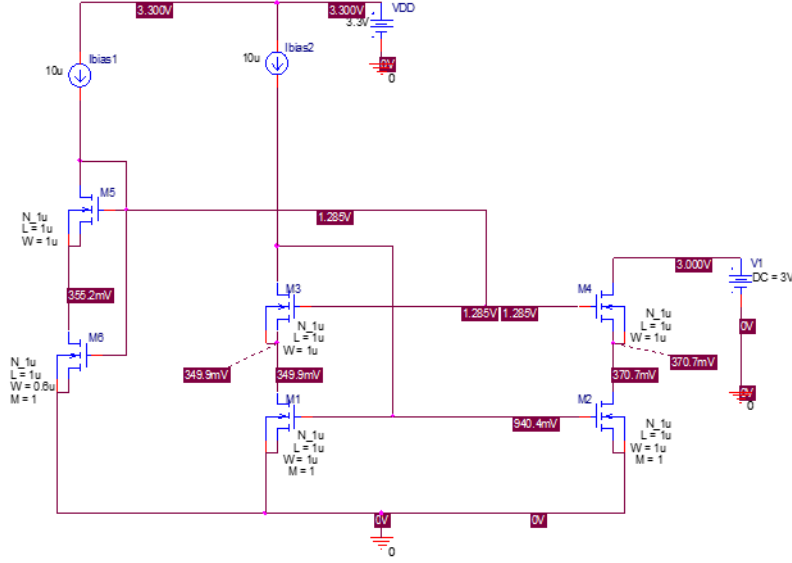 3.300V
3.300V
VDD
3.3V
0V
0
Ibias1
10u
Ibias2
10u
M5
N_1u
L = 1u
W = 1u
1.285V
3.000V
V1
DC = 3V
355.2mV
M3
N_1u
L = 1u
W = 1u
1.285V
1.285V
M4
N_1u
L = 1u
W = 1u
0V
M6
N_1u
L = 1u
W = 0.6u
M = 1
349.9mV
349.9mV
370.7mV
370.7mV
0V
0
M1
N_1u
L = 1u
W = 1u
M = 1
940.4mV
M2
N_1u
L = 1u
W = 1u
M = 1
0V
0V
0